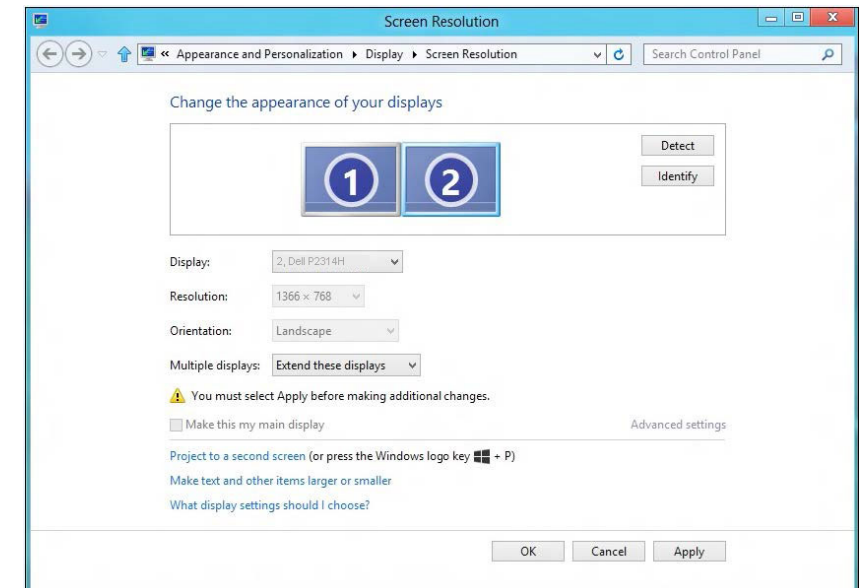 Screen Resolution
« Appearance and Personalization Display Screen Resolution Search Control Panel
Change the appearance of your displays
1 2
Detect
Identify
Display: 2, Dell P2314H
Resolution: 1366 × 768
Orientation: Landscape
Multiple displays: Extend these displays
You must select Apply before making additional changes.
Make this my main display Advanced settings
Project to a second screen (or press the Windows logo key + P)
Make text and other items larger or smaller
What display settings should I choose?
OK Cancel Apply